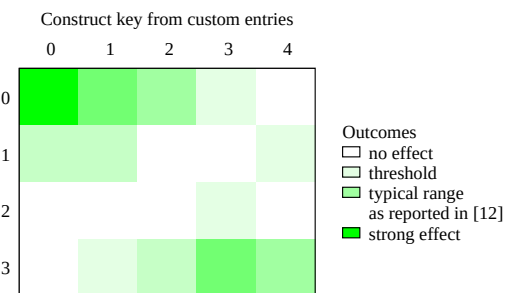 Construct key from custom entries
0 1 2 3 4
0
1
2
3
Outcomes
no effect
threshold
typical range
as reported in [12]
strong effect